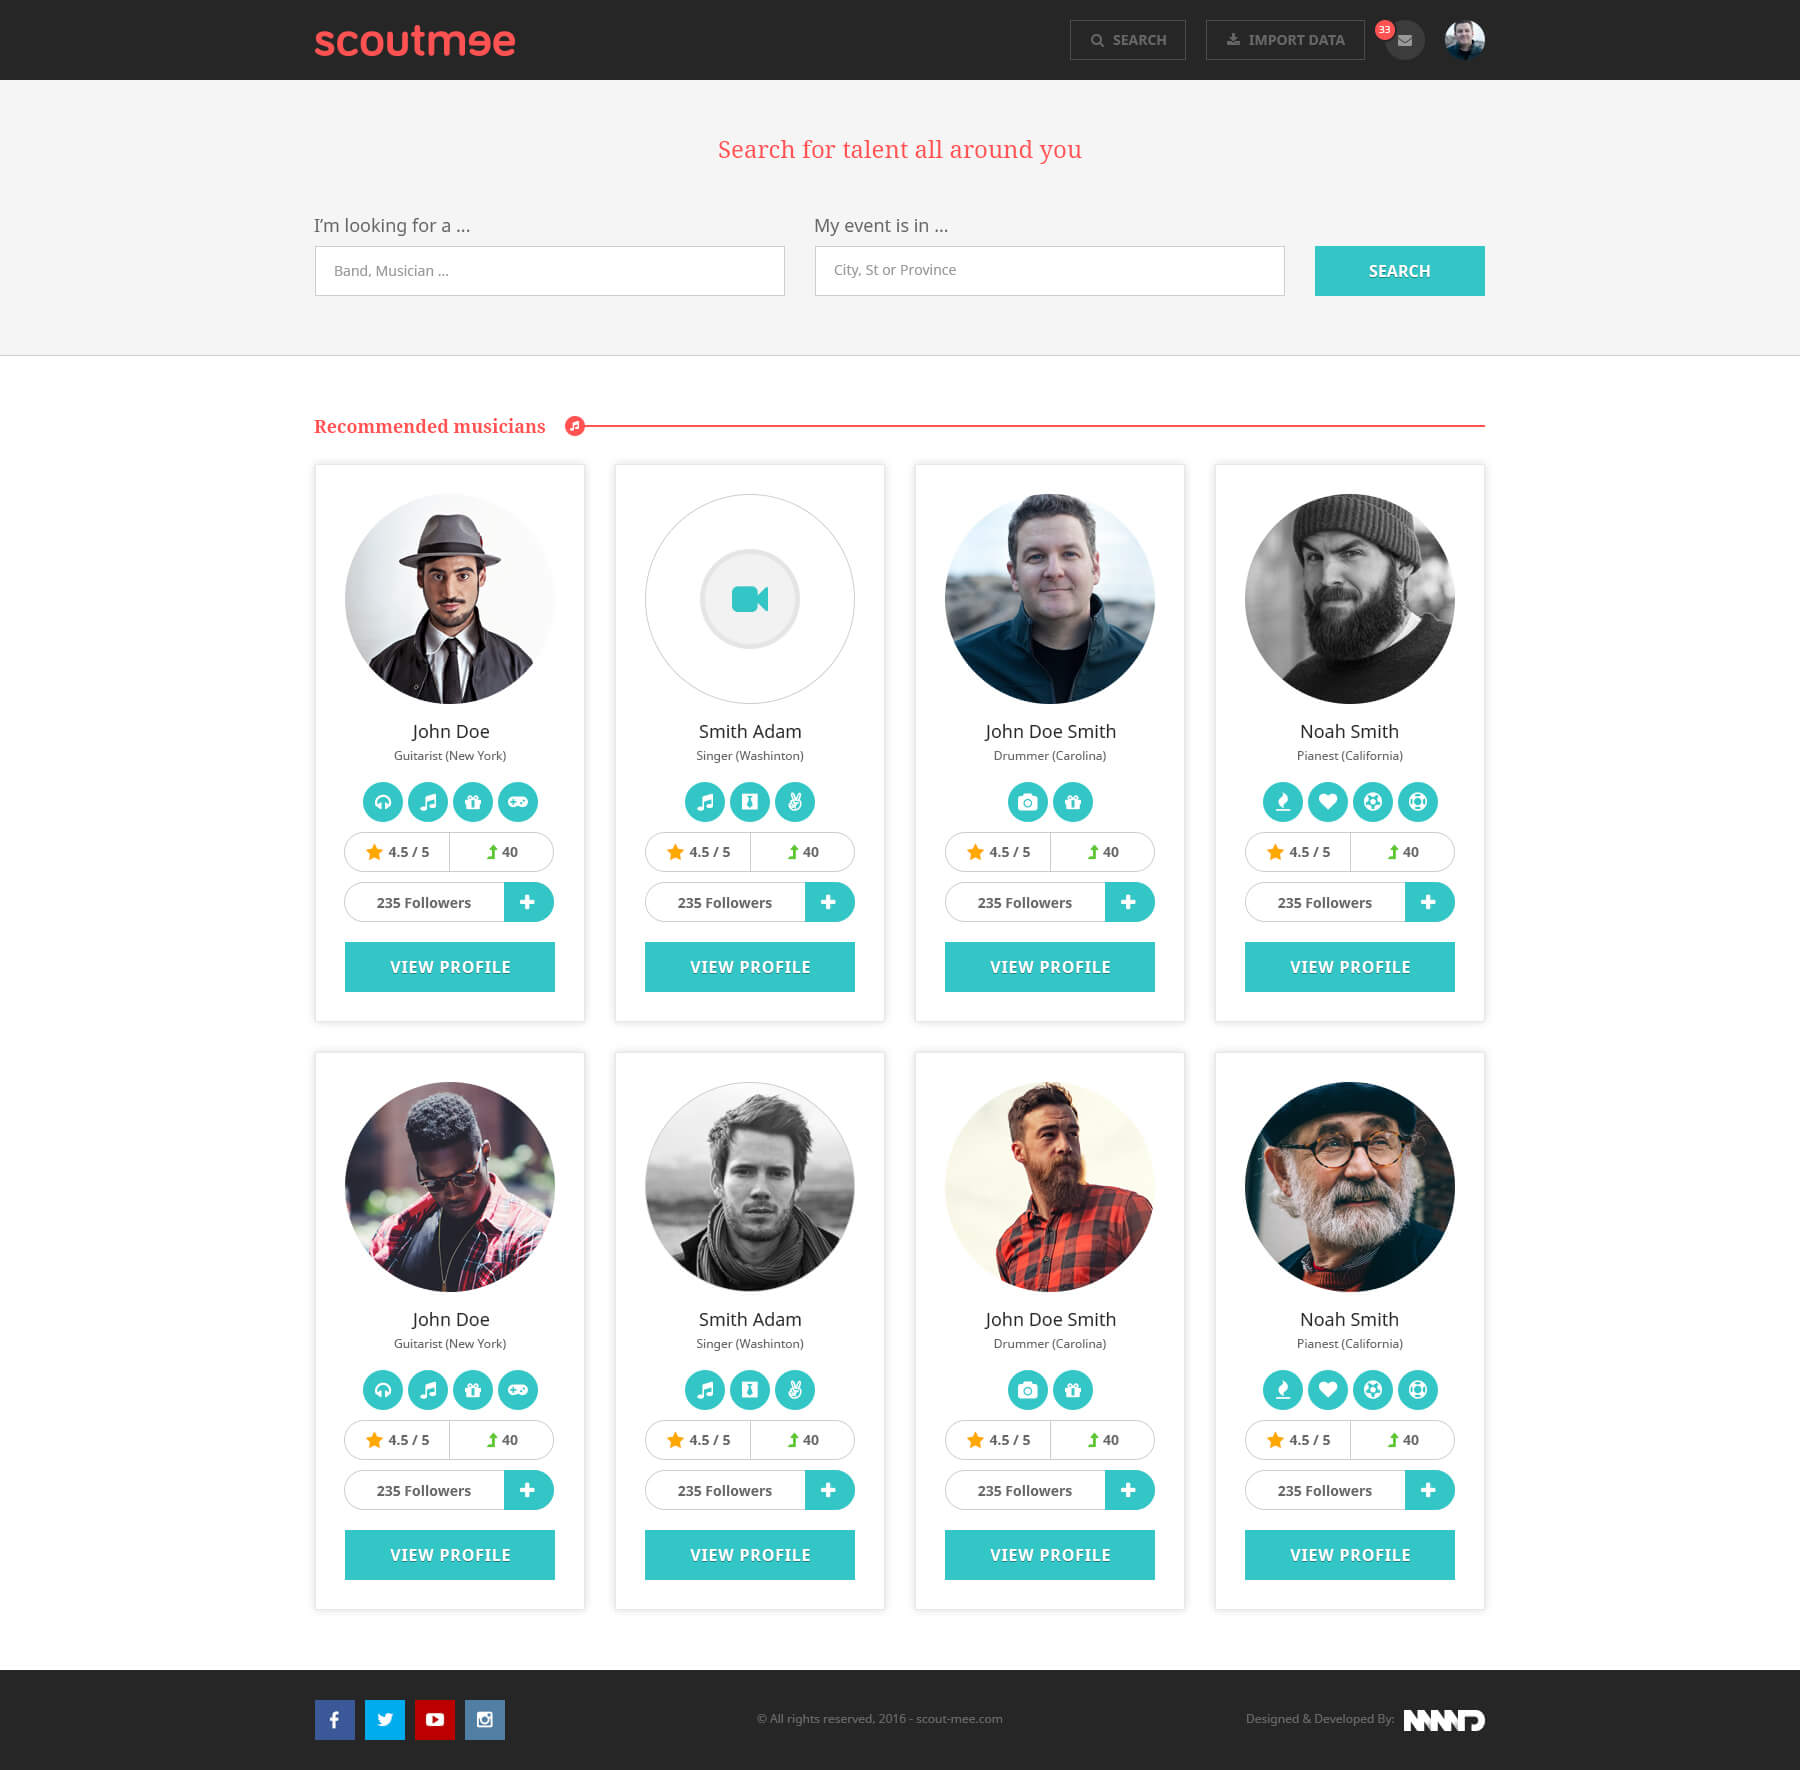 scoutmee
SEARCH
IMPORT DATA
33
Search for talent all around you
I'm looking for a ...
My event is in ...
Band, Musician ...
City, St or Province
SEARCH
Recommended musicians
John Doe
Guitarist (New York)
4.5 / 5
40
235 Followers
VIEW PROFILE
Smith Adam
Singer (Washinton)
4.5 / 5
40
235 Followers
VIEW PROFILE
John Doe Smith
Drummer (Carolina)
4.5 / 5
40
235 Followers
VIEW PROFILE
Noah Smith
Pianest (California)
4.5 / 5
40
235 Followers
VIEW PROFILE
John Doe
Guitarist (New York)
4.5 / 5
40
235 Followers
VIEW PROFILE
Smith Adam
Singer (Washinton)
4.5 / 5
40
235 Followers
VIEW PROFILE
John Doe Smith
Drummer (Carolina)
4.5 / 5
40
235 Followers
VIEW PROFILE
Noah Smith
Pianest (California)
4.5 / 5
40
235 Followers
VIEW PROFILE
© All rights reserved, 2016 - scout-mee.com
Designed & Developed By: